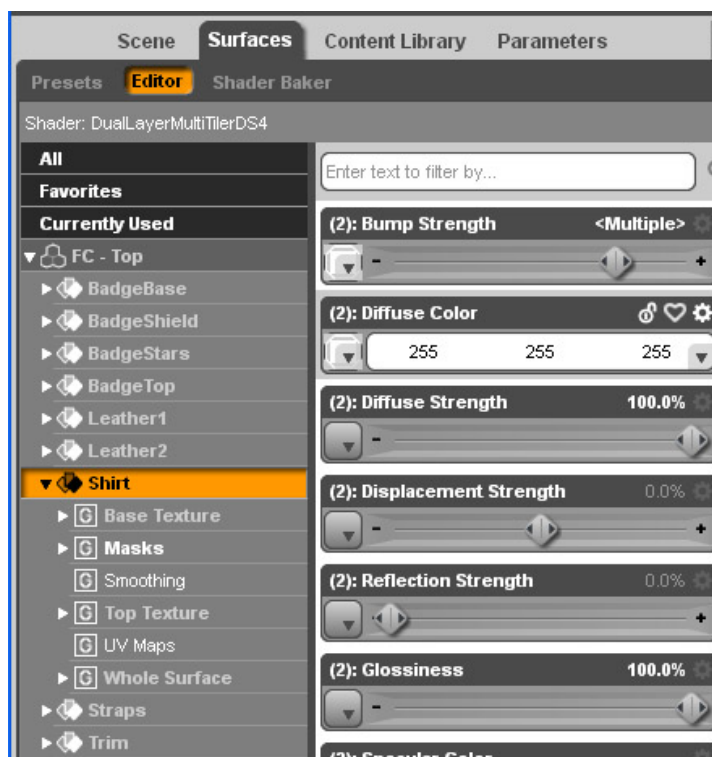 Scene Surfaces Content Library Parameters
Presets Editor Shader Baker
Shader: DualLayerMultiTilerDS4
All
Favorites
Currently Used
FC - Top
BadgeBase
BadgeShield
BadgeStars
BadgeTop
Leather1
Leather2
Shirt
G Base Texture
G Masks
G Smoothing
G Top Texture
G UV Maps
G Whole Surface
Straps
Trim
Enter text to filter by...
(2): Bump Strength <Multiple>
- +
(2): Diffuse Color
255 255 255
(2): Diffuse Strength 100.0%
-
(2): Displacement Strength 0.0%
- +
(2): Reflection Strength 0.0%
+
(2): Glossiness 100.0%
-
(2): Specular Color